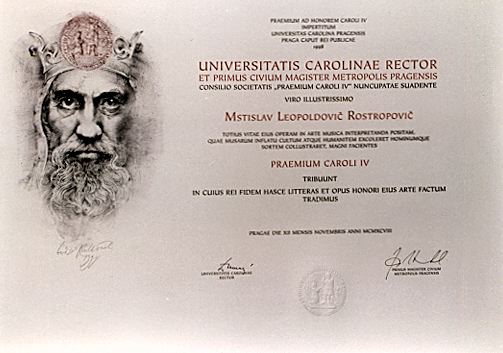 PRAEMIUM AD HONOREM CAROLI IV
IMPERTITUM
UNIVERSITAS CAROLINA PRAGENSIS
PRAGA CAPUT REI PUBLICAE
1998
UNIVERSITATIS CAROLINAE RECTOR
ET PRIMUS CIVIUM MAGISTER METROPOLIS PRAGENSIS
CONSILIO SOCIETATIS „PRAEMIUM CAROLI IV” NUNCUPATAE SUADENTE
VIRO ILLUSTRISSIMO
MSTISLAV LEOPOLDOVIČ ROSTROPOVIČ
TOTIUS VITAE EIUS OPERAM IN ARTE MUSICA INTERPRETANDA POSITAM,
QUAE MUSARUM INFLATU CULTUM ATQUE HUMANITEM EXCOLERET HOMINUMQUE
SORTEM COLLUSTRARET, MAGNI FACIENTES
PRAEMIUM CAROLI IV
TRIBUUNT
IN CUIUS REI FIDEM HASCE LITTERAS ET OPUS HONORI EIUS ARTE FACTUM
TRADIMUS
PRAGAE DIE XII MENSIS NOVEMBRIS ANNI MCMXCVIII
UNIVERSITATIS CAROLINAE
RECTOR
PRIMUS MAGISTER CIVIUM
METROPOLIS PRAGENSIS